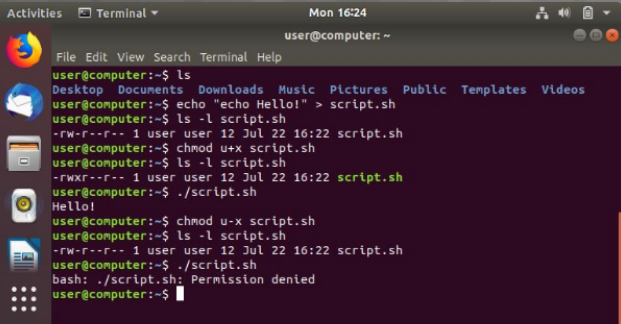 Activities Terminal Mon 16:24
user@computer: ~
File Edit View Search Terminal Help
user@computer:~$ ls
Desktop Documents Downloads Music Pictures Public Templates Videos
user@computer:~$ echo "echo Hello!" > script.sh
user@computer:~$ ls -l script.sh
-rw-r--r-- 1 user user 12 Jul 22 16:22 script.sh
user@computer:~$ chmod u+x script.sh
user@computer:~$ ls -l script.sh
-rwxr--r-- 1 user user 12 Jul 22 16:22 script.sh
user@computer:~$ ./script.sh
Hello!
user@computer:~$ chmod u-x script.sh
user@computer:~$ ls -l script.sh
-rw-r--r-- 1 user user 12 Jul 22 16:22 script.sh
user@computer:~$ ./script.sh
bash: ./script.sh: Permission denied
user@computer:~$